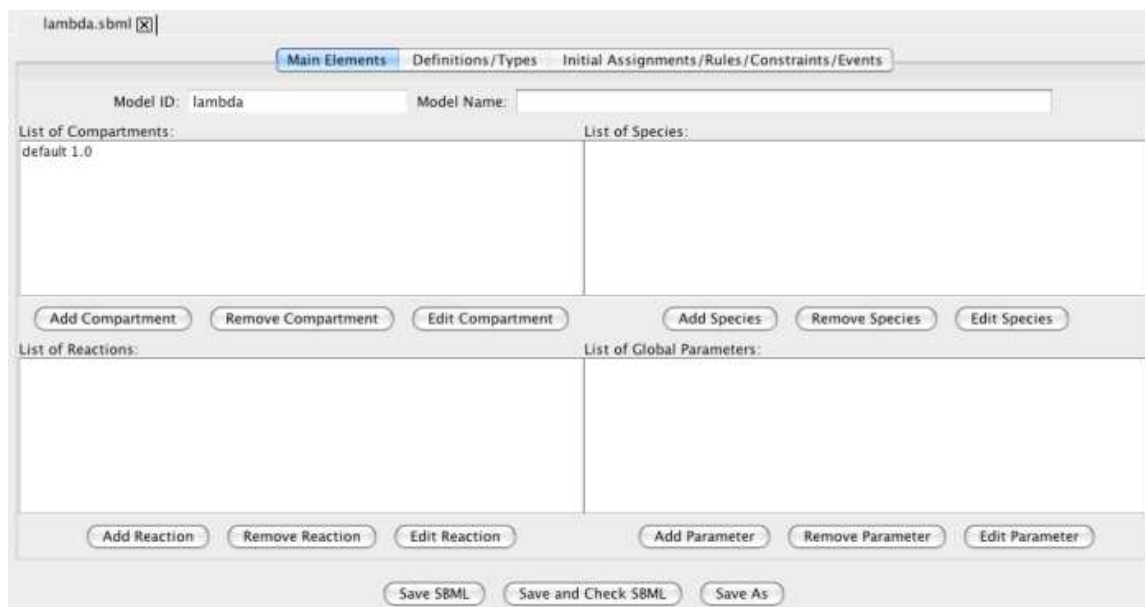 lambda.sbml
Main Elements Definitions/Types Initial Assignments/Rules/Constraints/Events
Model ID: lambda Model Name:
List of Compartments: List of Species:
default 1.0
Add Compartment Remove Compartment Edit Compartment Add Species Remove Species Edit Species
List of Reactions: List of Global Parameters:
Add Reaction Remove Reaction Edit Reaction Add Parameter Remove Parameter Edit Parameter
Save SBML Save and Check SBML Save As